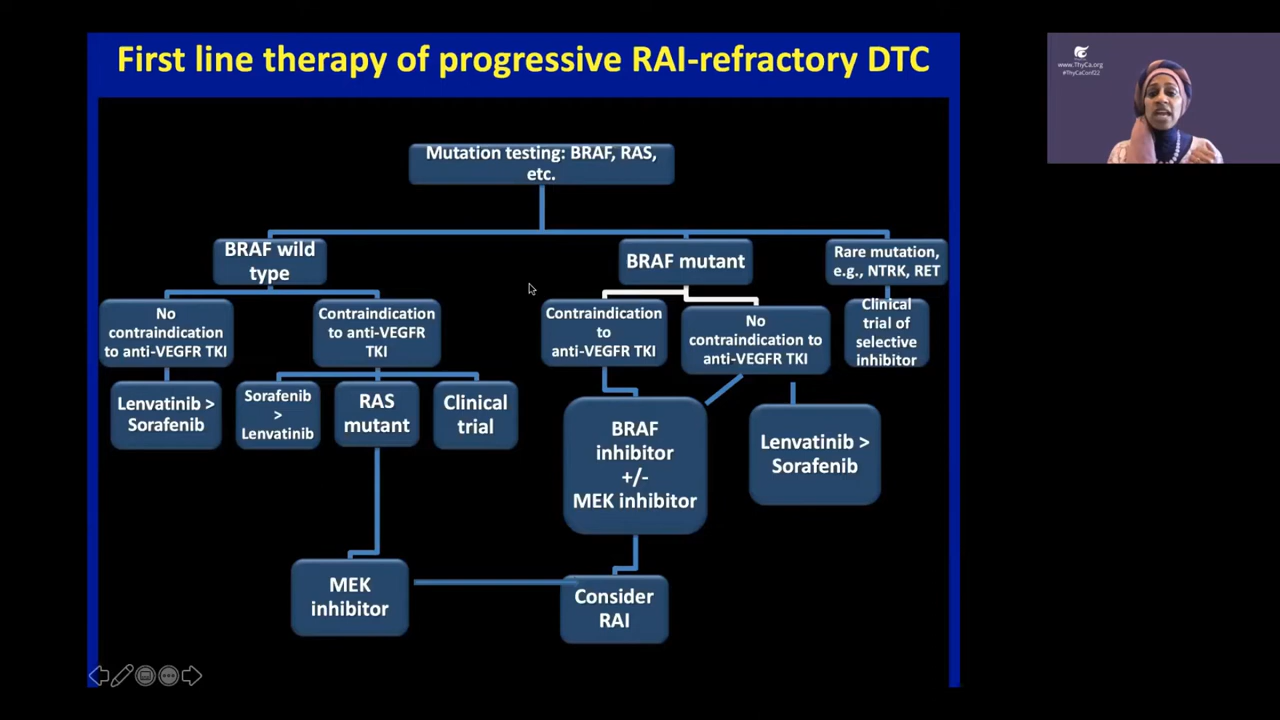 First line therapy of progressive RAI-refractory DTC
www.ThyCa.org
#ThyCaConf22
Mutation testing: BRAF, RAS,
etc.
BRAF wild
type
BRAF mutant
Rare mutation,
e.g., NTRK, RET
No
contraindication
to anti-VEGFR TKI
Contraindication
to anti-VEGFR
TKI
Contraindication
to
anti-VEGFR TKI
No
contraindication to
anti-VEGFR TKI
Clinical
trial of
selective
inhibitor
Lenvatinib >
Sorafenib
Sorafenib
>
Lenvatinib
RAS
mutant
Clinical
trial
BRAF
inhibitor
+/-
MEK inhibitor
Lenvatinib >
Sorafenib
MEK
inhibitor
Consider
RAI